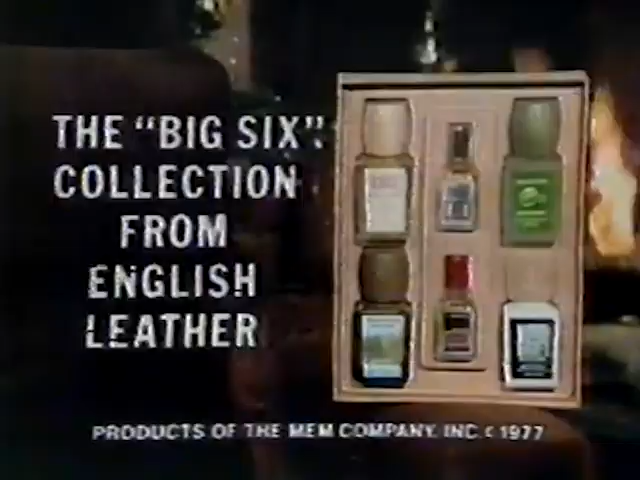 THE "BIG SIX"
COLLECTION
FROM
ENGLISH
LEATHER
PRODUCTS OF THE MEM COMPANY, INC. © 1977